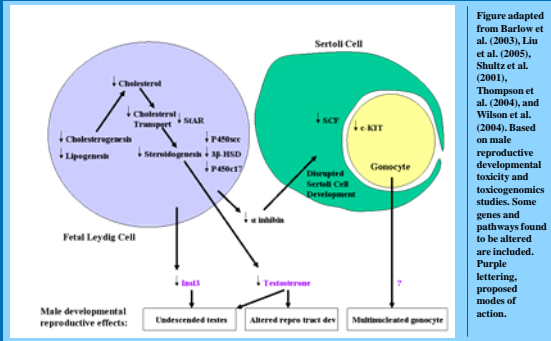 Sertoli Cell
↓ Cholesterol
↓ Cholesterol
Transport
↓ StAR
↓ Cholesterogenesis
↓ Lipogenesis
↓ Steroidogenesis
↓ P450scc
↓ 3β-HSD
↓ P450c17
Fetal Leydig Cell
↓ SCF
↓ c-KIT
Gonocyte
Disrupted
Sertoli Cell
Development
↓ α inhibin
↓ Insl3
↓ Testosterone
?
Male developmental
reproductive effects:
Undescended testes
Altered repro tract dev
Multinucleated gonocyte
Figure adapted
from Barlow et
al. (2003), Liu
et al. (2005),
Shultz et al.
(2001),
Thompson et
al. (2004), and
Wilson et al.
(2004). Based
on male
reproductive
developmental
toxicity and
toxicogenomics
studies. Some
genes and
pathways found
to be altered
are included.
Purple
lettering,
proposed
modes of
action.